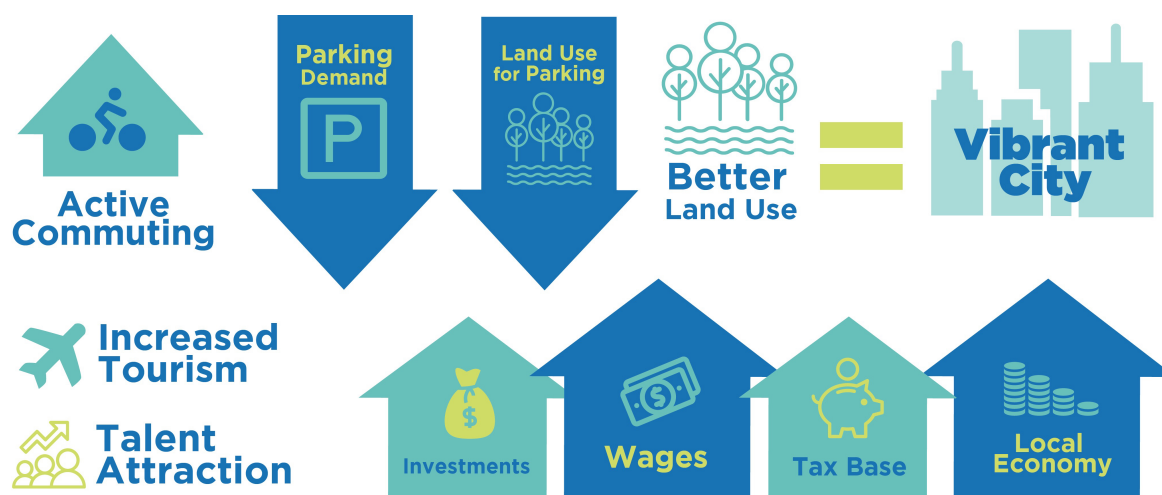 Active
Commuting
Parking
Demand
P
Land Use
for Parking
Better
Land Use
Vibrant
City
Increased
Tourism
Talent
Attraction
$
Investments
$
Wages
Tax Base
Local
Economy